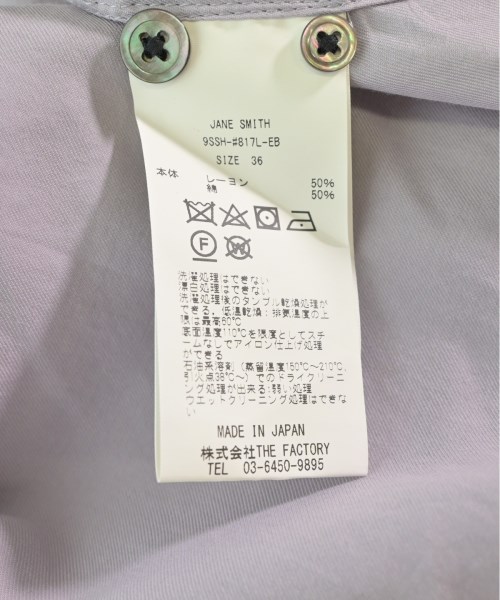 JANE SMITH
9SSH-#817L-EB
SIZE 36
本体 レーヨン 50%
綿 50%
F
W
洗濯処理はできない
漂白処理はできない
洗濯処理後のタンブル乾燥処理が
できる。低温乾燥:排気温度の上
限は最高60℃
底面温度110℃を限度としてスチ
ームなしでアイロン仕上げ処理
ができる
石油系溶剤(蒸留温度150℃~210℃,
引火点38℃~)でのドライクリーニ
ング処理が出来る:弱い処理
ウエットクリーニング処理はできな
い
MADE IN JAPAN
株式会社THE FACTORY
TEL 03-6450-9895